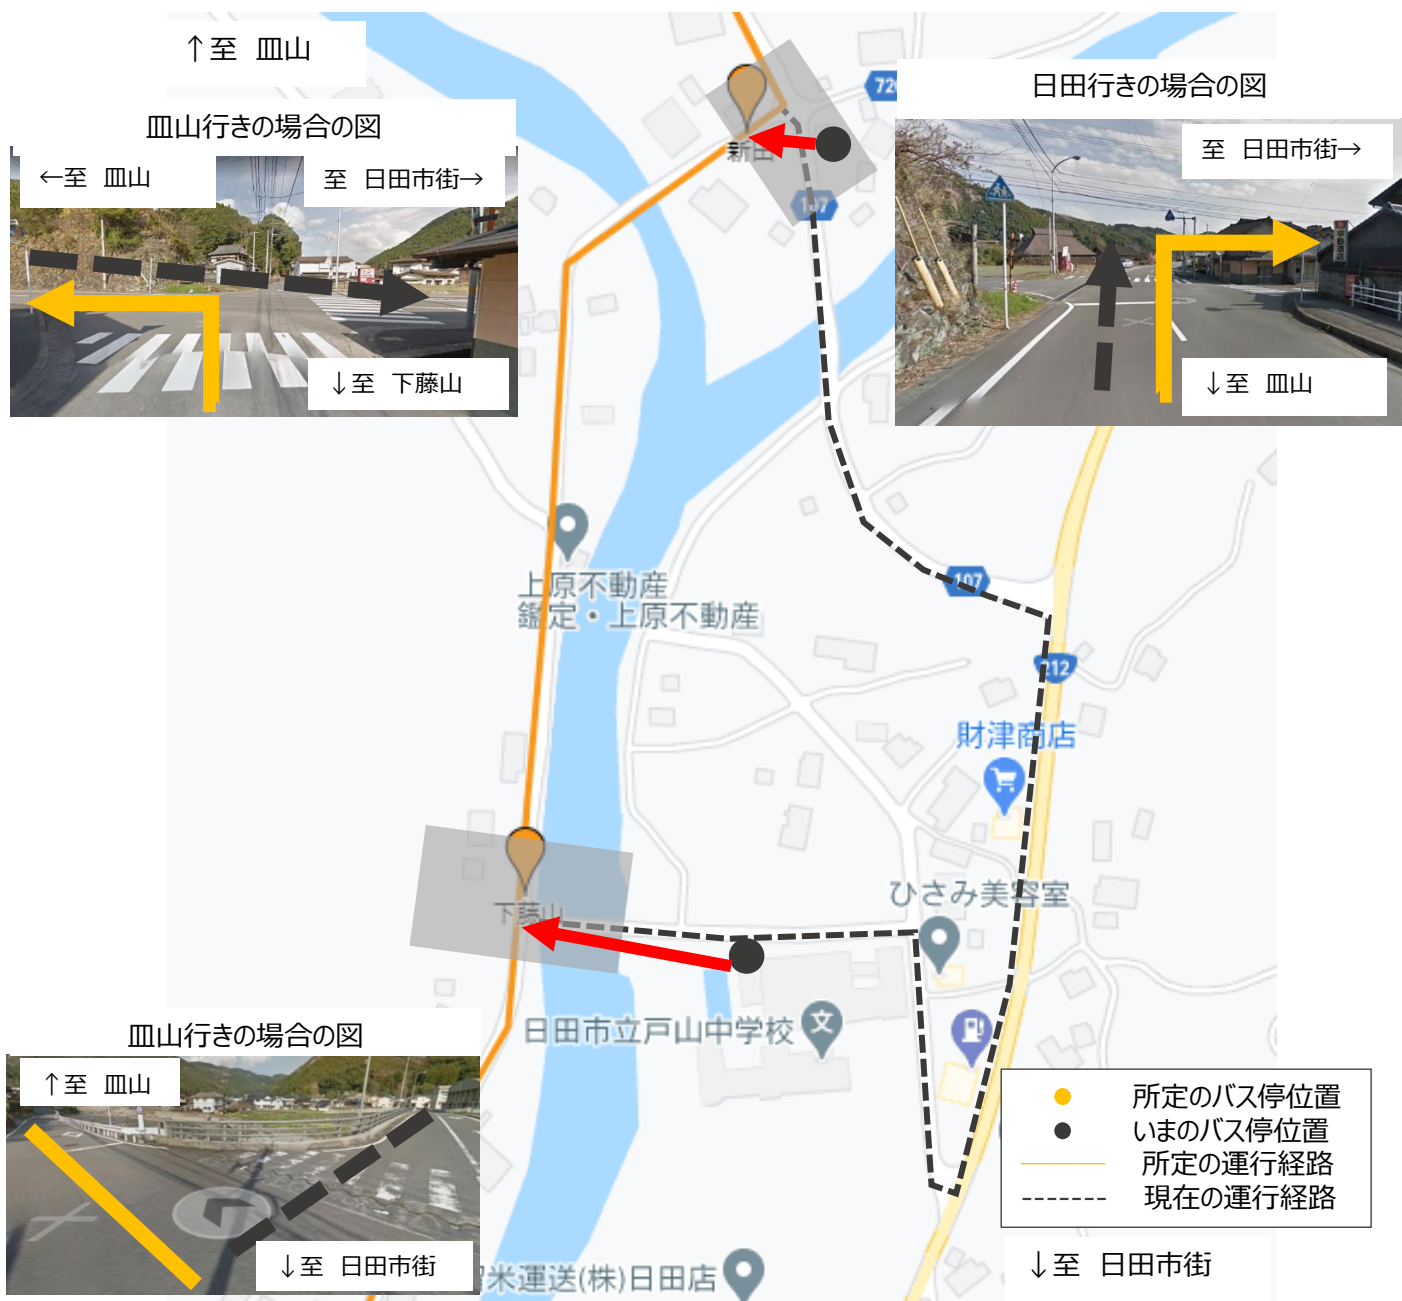 ↑至 皿山
皿山行きの場合の図
←至 皿山
至 日田市街→
↓至 下藤山
新田
107
日田行きの場合の図
至 日田市街→
↓至 皿山
上原不動産
鑑定・上原不動産
107
212
財津商店
ひさみ美容室
下藤山
日田市立戸山中学校
文
皿山行きの場合の図
↑至 皿山
↓至 日田市街
米運送(株)日田店
所定のバス停位置
いまのバス停位置
所定の運行経路
現在の運行経路
↓至 日田市街